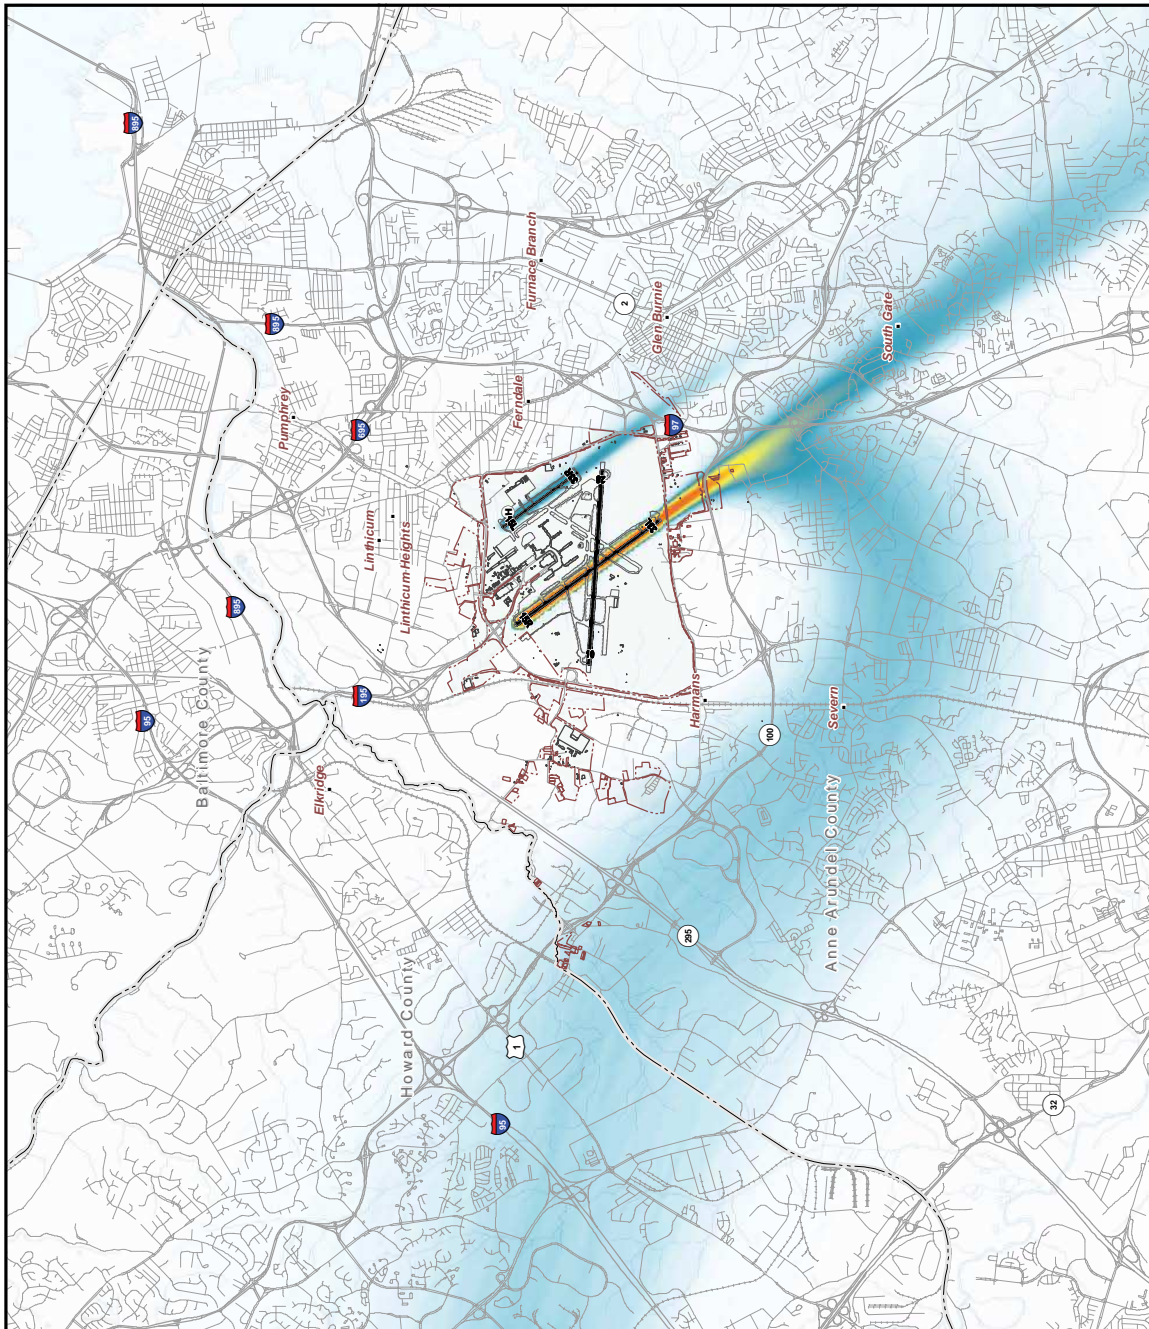 895
895
Furnace Branch
2
Glen Burnie
South Gate
Pumphrey
695
Ferndale
97
Linthicum
Linthicum Heights
H
895
95
Baltimore County
195
Elkridge
Harmans
Severn
100
Howard County
Anne Arundel County
295
1
95
32